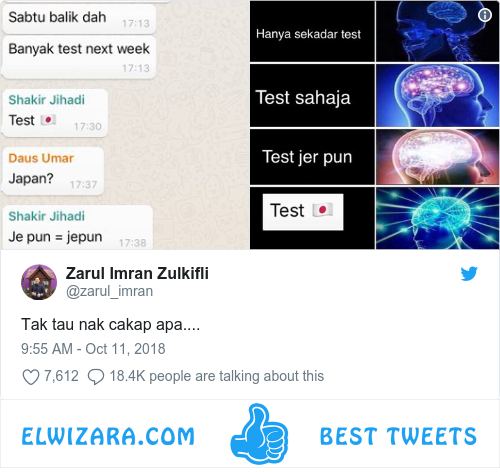 Sabtu balik dah 17:13
Banyak test next week
17:13
Shakir Jihadi
Test 🇯🇵 17:30
Daus Umar
Japan? 17:37
Shakir Jihadi
Je pun = jepun 17:38
Hanya sekadar test
Test sahaja
Test jer pun
Test 🇯🇵
Zarul Imran Zulkifli
@zarul_imran
Tak tau nak cakap apa....
9:55 AM - Oct 11, 2018
7,612 18.4K people are talking about this
ELWIZARA.COM BEST TWEETS